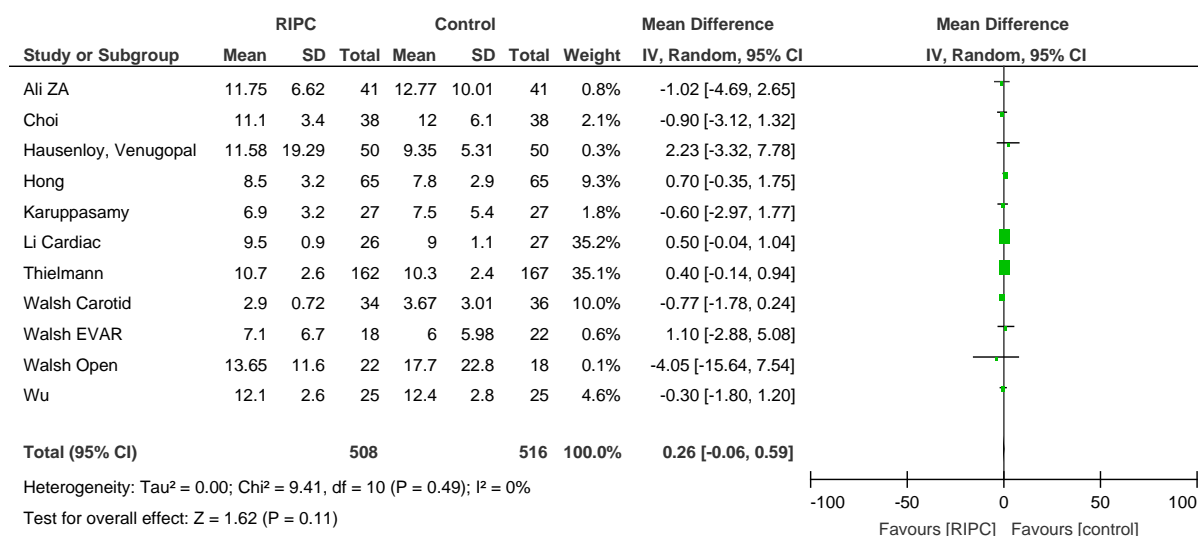 RIPC Control Mean Difference Mean Difference
Study or Subgroup Mean SD Total Mean SD Total Weight IV, Random, 95% CI IV, Random, 95% CI
Ali ZA 11.75 6.62 41 12.77 10.01 41 0.8% -1.02 [-4.69, 2.65]
Choi 11.1 3.4 38 12 6.1 38 2.1% -0.90 [-3.12, 1.32]
Hausenloy, Venugopal 11.58 19.29 50 9.35 5.31 50 0.3% 2.23 [-3.32, 7.78]
Hong 8.5 3.2 65 7.8 2.9 65 9.3% 0.70 [-0.35, 1.75]
Karuppasamy 6.9 3.2 27 7.5 5.4 27 1.8% -0.60 [-2.97, 1.77]
Li Cardiac 9.5 0.9 26 9 1.1 27 35.2% 0.50 [-0.04, 1.04]
Thielmann 10.7 2.6 162 10.3 2.4 167 35.1% 0.40 [-0.14, 0.94]
Walsh Carotid 2.9 0.72 34 3.67 3.01 36 10.0% -0.77 [-1.78, 0.24]
Walsh EVAR 7.1 6.7 18 6 5.98 22 0.6% 1.10 [-2.88, 5.08]
Walsh Open 13.65 11.6 22 17.7 22.8 18 0.1% -4.05 [-15.64, 7.54]
Wu 12.1 2.6 25 12.4 2.8 25 4.6% -0.30 [-1.80, 1.20]
Total (95% CI) 508 516 100.0% 0.26 [-0.06, 0.59]
Heterogeneity: Tau² = 0.00; Chi² = 9.41, df = 10 (P = 0.49); I² = 0%
Test for overall effect: Z = 1.62 (P = 0.11)
-100 -50 0 50 100
Favours [RIPC] Favours [control]